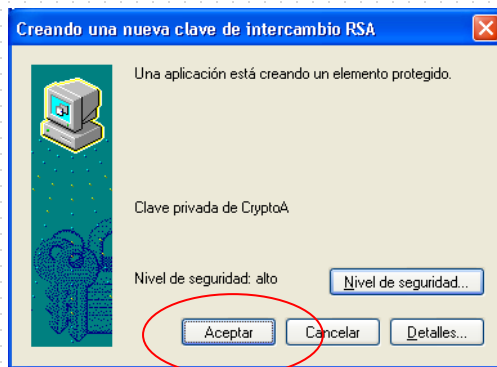 Creando una nueva clave de intercambio RSA
Una aplicación está creando un elemento protegido.
Clave privada de CryptoA
Nivel de seguridad: alto
Nivel de seguridad...
Aceptar
Cancelar
Detalles...